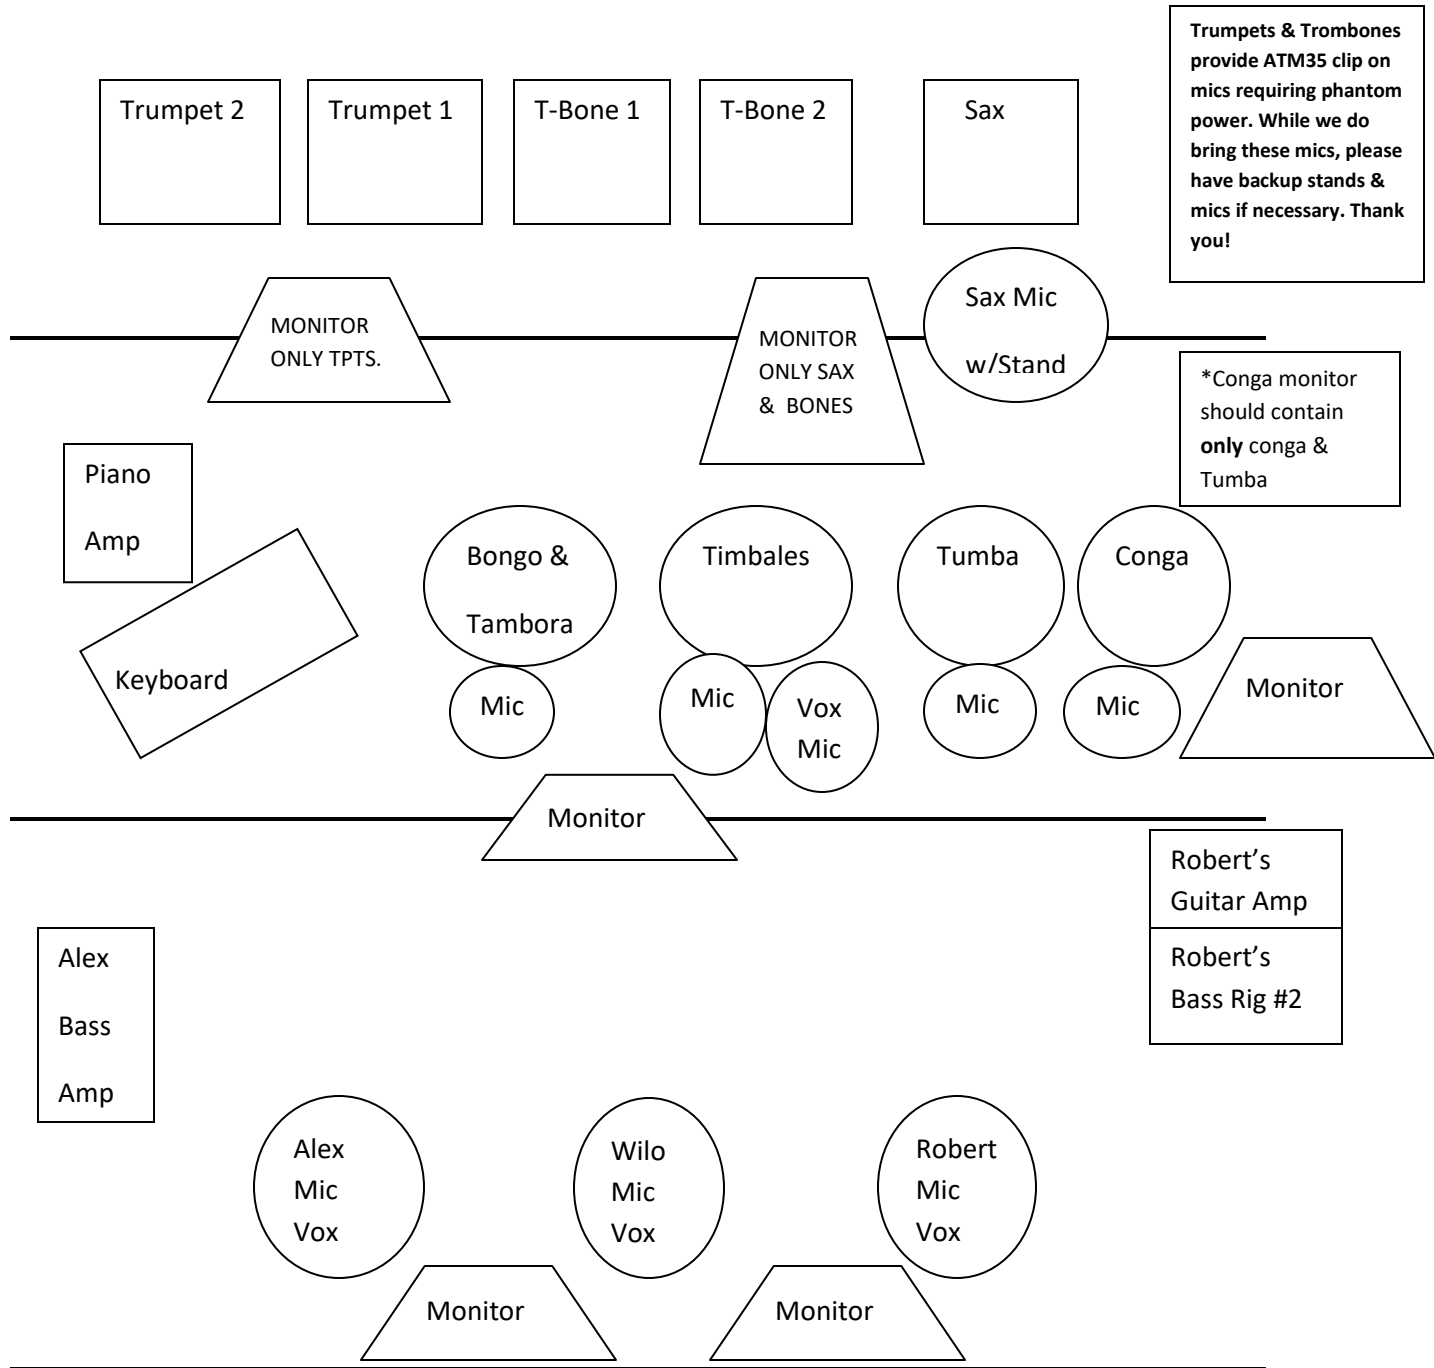 Trumpets & Trombones
provide ATM35 clip on
mics requiring phantom
power. While we do
bring these mics, please
have backup stands &
mics if necessary. Thank
you!
Trumpet 2
Trumpet 1
T-Bone 1
T-Bone 2
Sax
MONITOR
ONLY TPTS.
MONITOR
ONLY SAX
& BONES
Sax Mic
w/Stand
*Conga monitor
should contain
only conga &
Tumba
Piano
Amp
Keyboard
Bongo &
Tambora
Timbales
Tumba
Conga
Mic
Mic
Vox
Mic
Mic
Mic
Monitor
Monitor
Robert’s
Guitar Amp
Robert’s
Bass Rig #2
Alex
Bass
Amp
Alex
Mic
Vox
Wilo
Mic
Vox
Robert
Mic
Vox
Monitor
Monitor